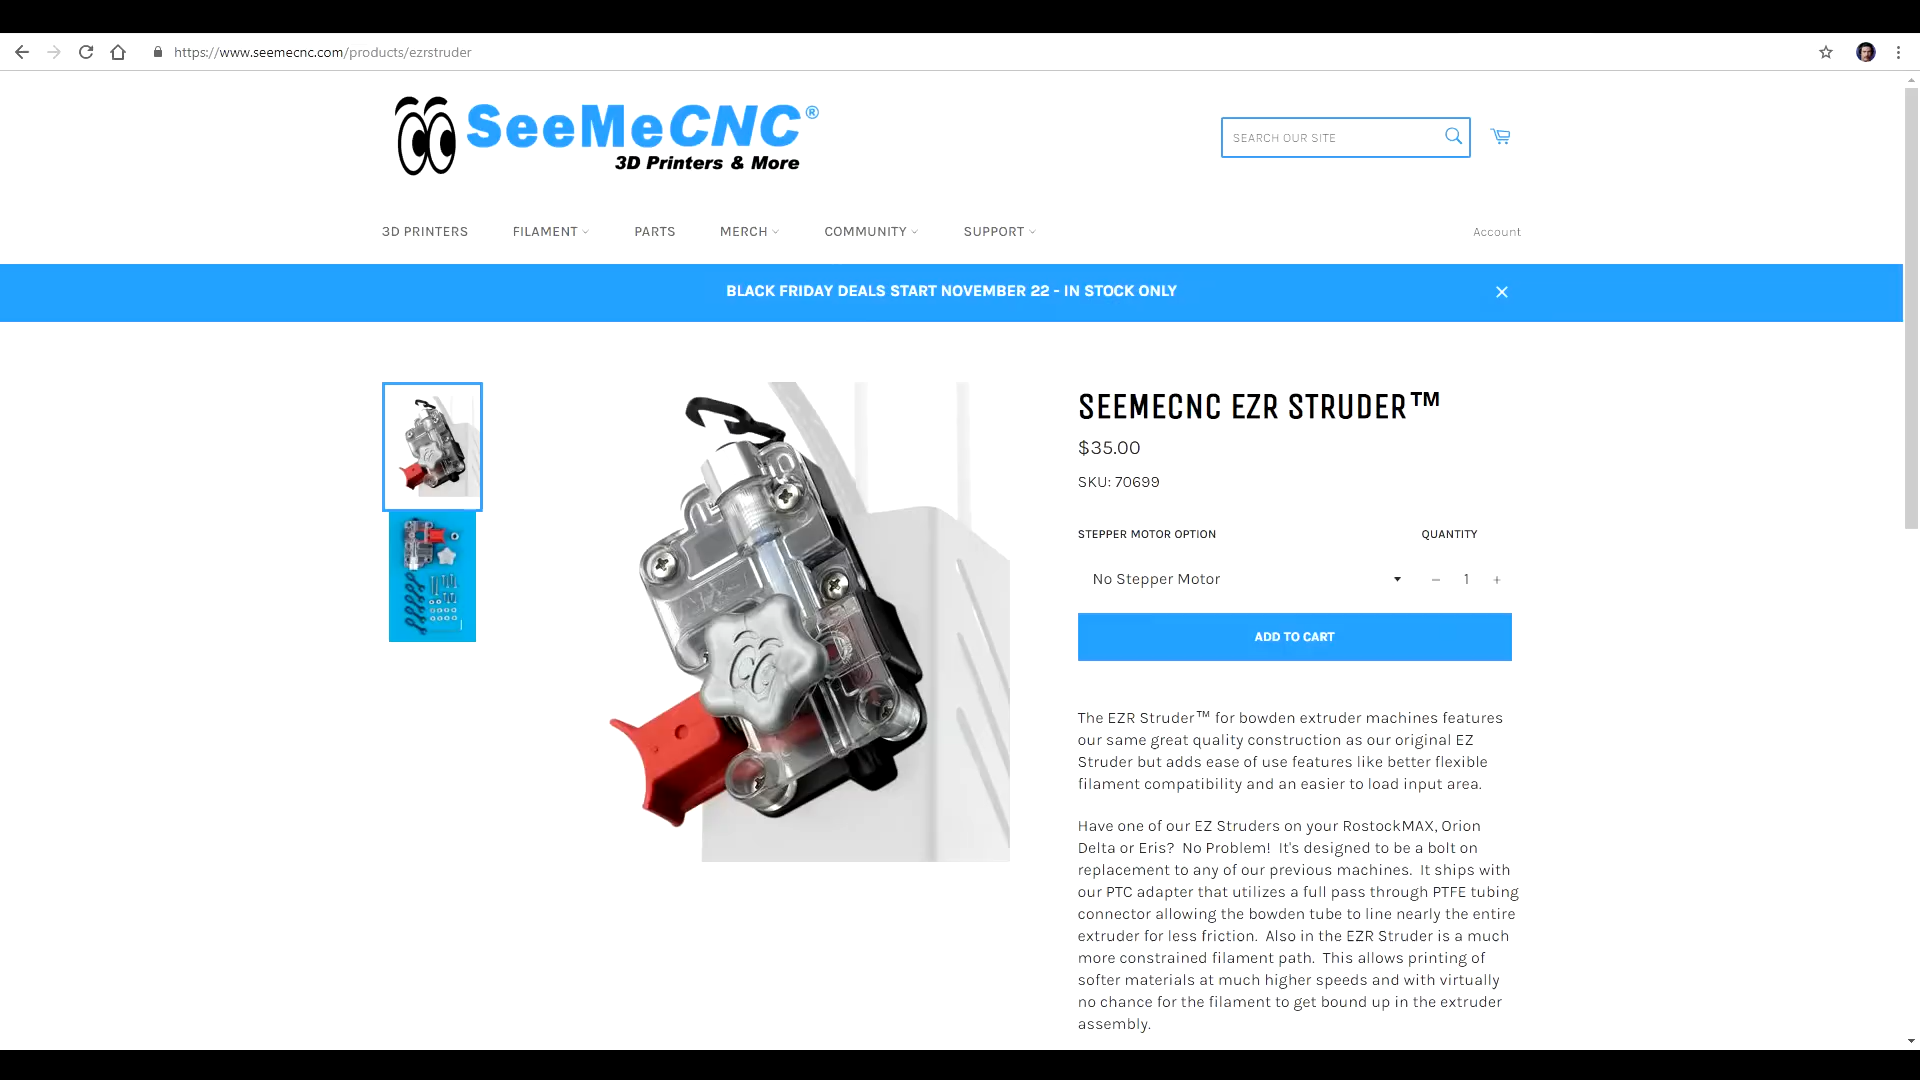 https://www.seemecnc.com/products/ezrstruder
SeeMeCNC®
3D Printers & More
SEARCH OUR SITE
3D PRINTERS
FILAMENT
PARTS
MERCH
COMMUNITY
SUPPORT
Account
BLACK FRIDAY DEALS START NOVEMBER 22 - IN STOCK ONLY
SEEMECNC EZR STRUDER™
$35.00
SKU: 70699
STEPPER MOTOR OPTION
QUANTITY
No Stepper Motor
− 1 +
ADD TO CART
The EZR Struder™ for bowden extruder machines features
our same great quality construction as our original EZ
Struder but adds ease of use features like better flexible
filament compatibility and an easier to load input area.
Have one of our EZ Struders on your RostockMAX, Orion
Delta or Eris? No Problem! It's designed to be a bolt on
replacement to any of our previous machines. It ships with
our PTC adapter that utilizes a full pass through PTFE tubing
connector allowing the bowden tube to line nearly the entire
extruder for less friction. Also in the EZR Struder is a much
more constrained filament path. This allows printing of
softer materials at much higher speeds and with virtually
no chance for the filament to get bound up in the extruder
assembly.